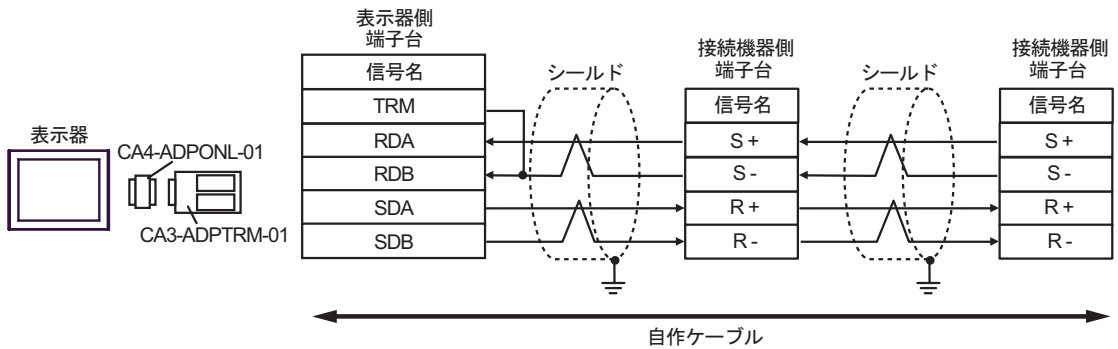 表示器
CA4-ADPONL-01
CA3-ADPTRM-01
表示器側
端子台
信号名
TRM
RDA
RDB
SDA
SDB
シールド
接続機器側
端子台
信号名
S+
S-
R+
R-
シールド
接続機器側
端子台
信号名
S+
S-
R+
R-
自作ケーブル